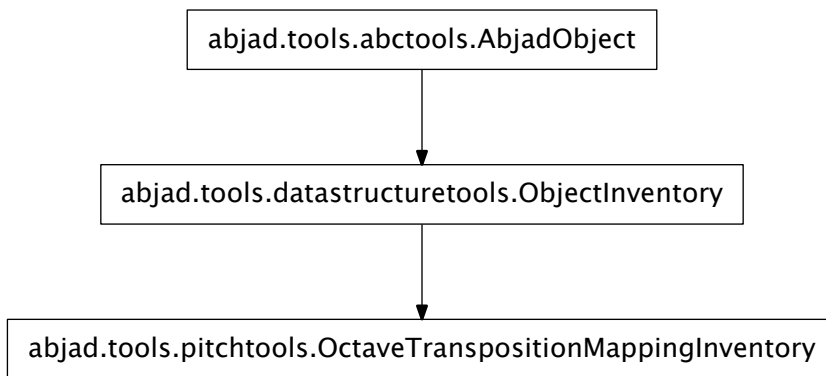 abjad.tools.abctools.AbjadObject
abjad.tools.datastructuretools.ObjectInventory
abjad.tools.pitchtools.OctaveTranspositionMappingInventory